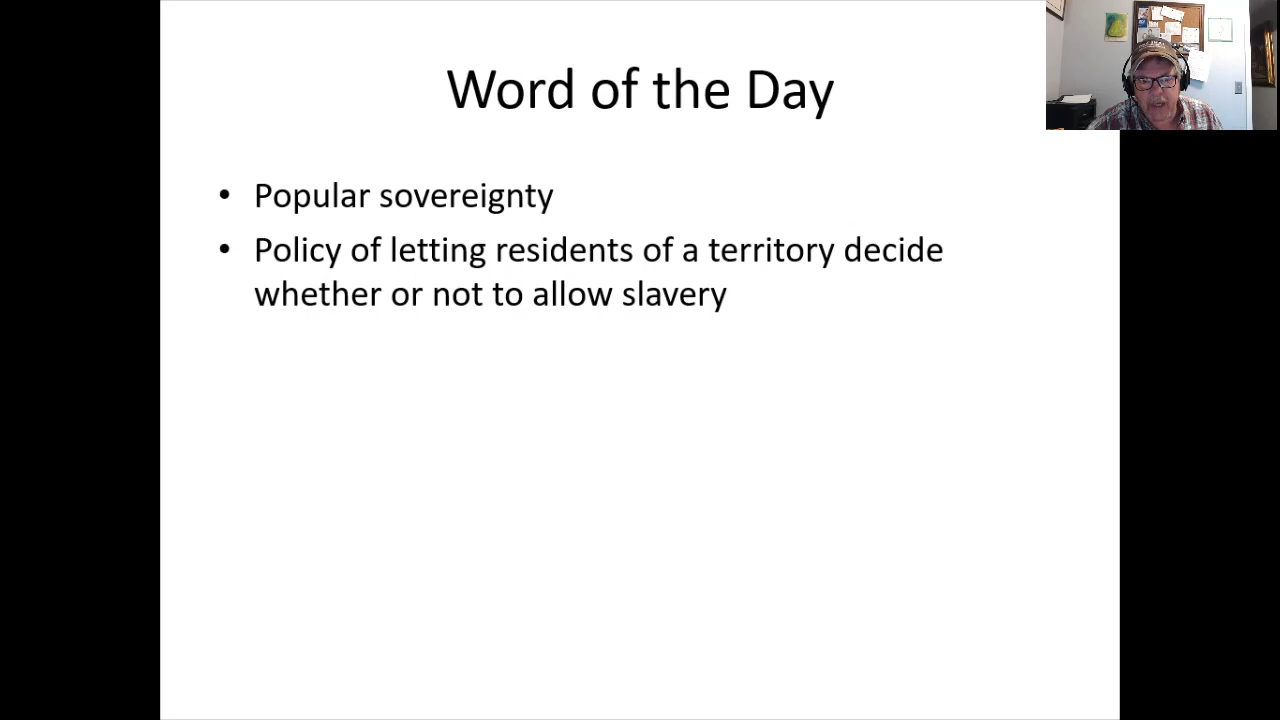 Word of the Day
• Popular sovereignty
• Policy of letting residents of a territory decide
whether or not to allow slavery